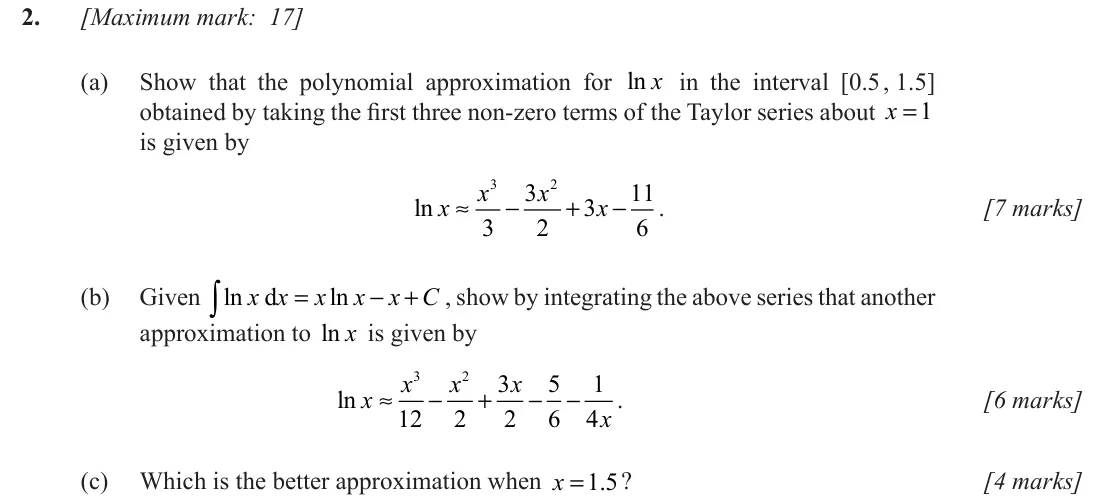 2. [Maximum mark: 17]
(a) Show that the polynomial approximation for ln x in the interval [0.5, 1.5]
obtained by taking the first three non-zero terms of the Taylor series about x = 1
is given by
ln x ≈ x³/3 − 3x²/2 + 3x − 11/6. [7 marks]
(b) Given ∫ ln x dx = x ln x − x + C, show by integrating the above series that another
approximation to ln x is given by
ln x ≈ x³/12 − x²/2 + 3x/2 − 5/6 − 1/4x. [6 marks]
(c) Which is the better approximation when x = 1.5? [4 marks]